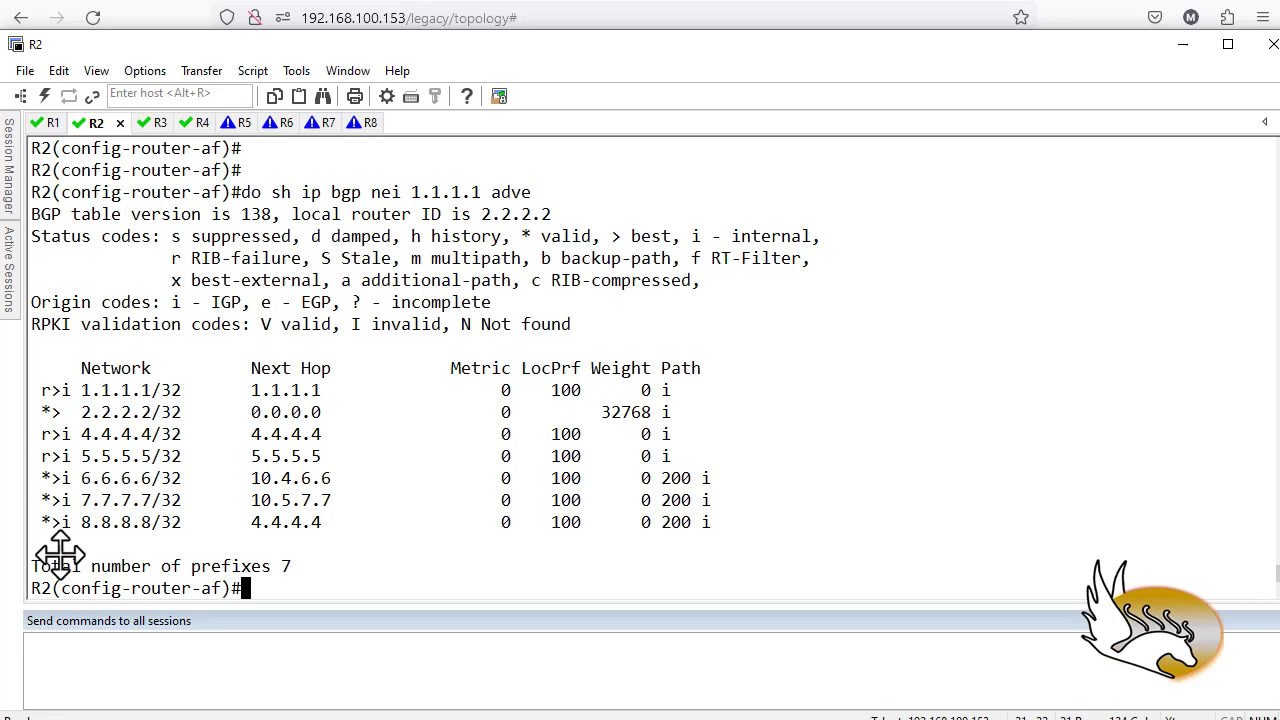 192.168.100.153/legacy/topology#
R2
File Edit View Options Transfer Script Tools Window Help
Enter host <Alt+R>
R1 R2 R3 R4 R5 R6 R7 R8
Session Manager
Active Sessions
R2(config-router-af)#
R2(config-router-af)#
R2(config-router-af)#do sh ip bgp nei 1.1.1.1 adve
BGP table version is 138, local router ID is 2.2.2.2
Status codes: s suppressed, d damped, h history, * valid, > best, i - internal,
r RIB-failure, S Stale, m multipath, b backup-path, f RT-Filter,
x best-external, a additional-path, c RIB-compressed,
Origin codes: i - IGP, e - EGP, ? - incomplete
RPKI validation codes: V valid, I invalid, N Not found
Network Next Hop Metric LocPrf Weight Path
r>i 1.1.1.1/32 1.1.1.1 0 100 0 i
*> 2.2.2.2/32 0.0.0.0 0 32768 i
r>i 4.4.4.4/32 4.4.4.4 0 100 0 i
r>i 5.5.5.5/32 5.5.5.5 0 100 0 i
*>i 6.6.6.6/32 10.4.6.6 0 100 0 200 i
*>i 7.7.7.7/32 10.5.7.7 0 100 0 200 i
*>i 8.8.8.8/32 4.4.4.4 0 100 0 200 i
Total number of prefixes 7
R2(config-router-af)#
Send commands to all sessions